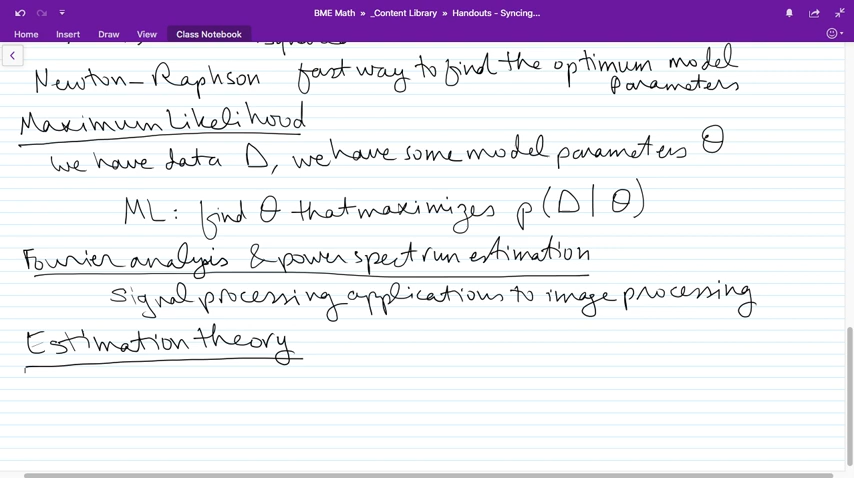 BME Math » _Content Library » Handouts - Syncing...
Home Insert Draw View Class Notebook
Newton-Raphson fast way to find the optimum model
parameters
Maximum Likelihood
we have data D, we have some model parameters θ
ML: find θ that maximizes p(D|θ)
Fourier analysis & power spectrum estimation
Signal processing applications to image processing
Estimation theory